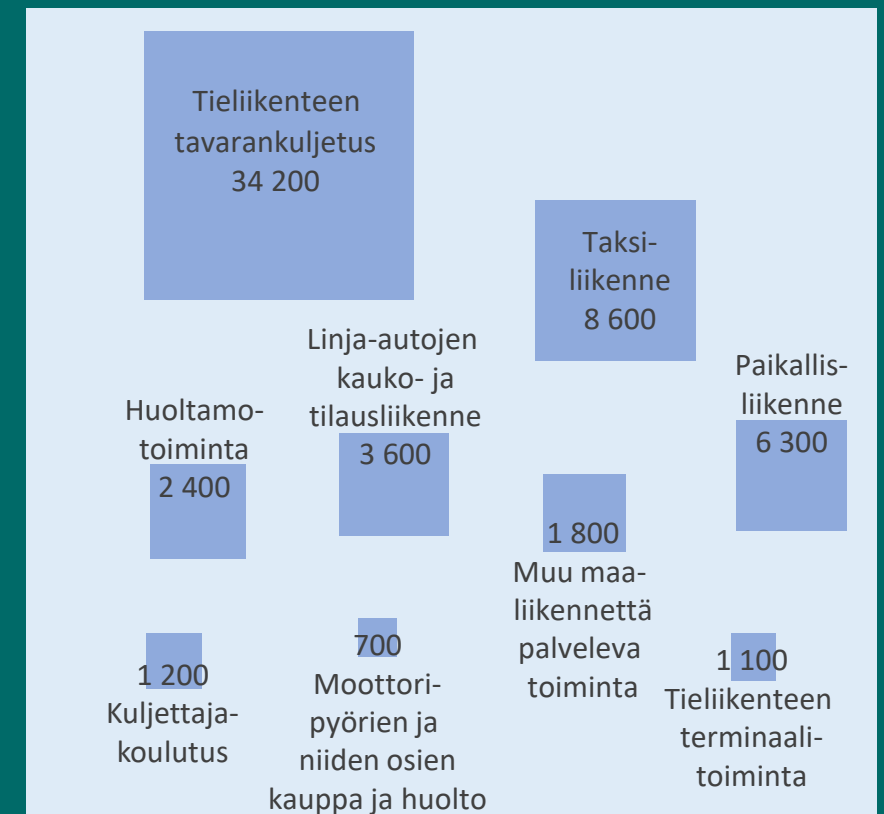 Tieliikenteen
tavarankuljetus
34 200
Taksi-
liikenne
8 600
Linja-autojen
kauko- ja
tilausliikenne
3 600
Paikallis-
liikenne
6 300
Huoltamo-
toiminta
2 400
1 800
Muu maa-
liikennettä
palveleva
toiminta
1 200
Kuljettaja-
koulutus
700
Moottori-
pyörien ja
niiden osien
kauppa ja huolto
1 100
Tieliikenteen
terminaali-
toiminta